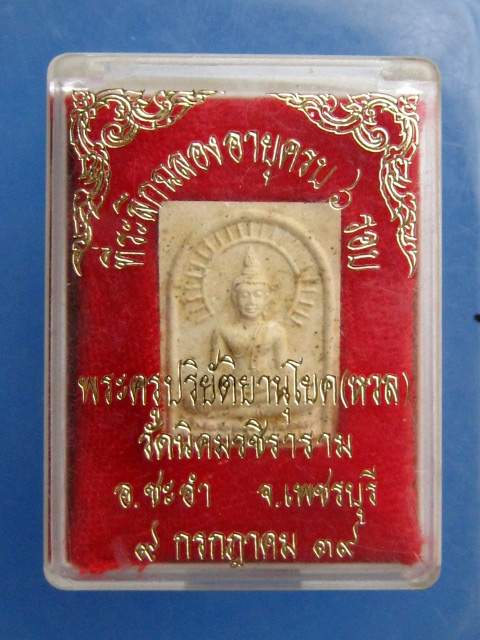 ที่ระลึกฉลองอายุครบ ๖ รอบ
พระครูปริยัติยานุโยค(หวล)
วัดนิคมวชิราราม
อ.ชะอำ จ.เพชรบุรี
๙ กรกฎาคม ๓๙